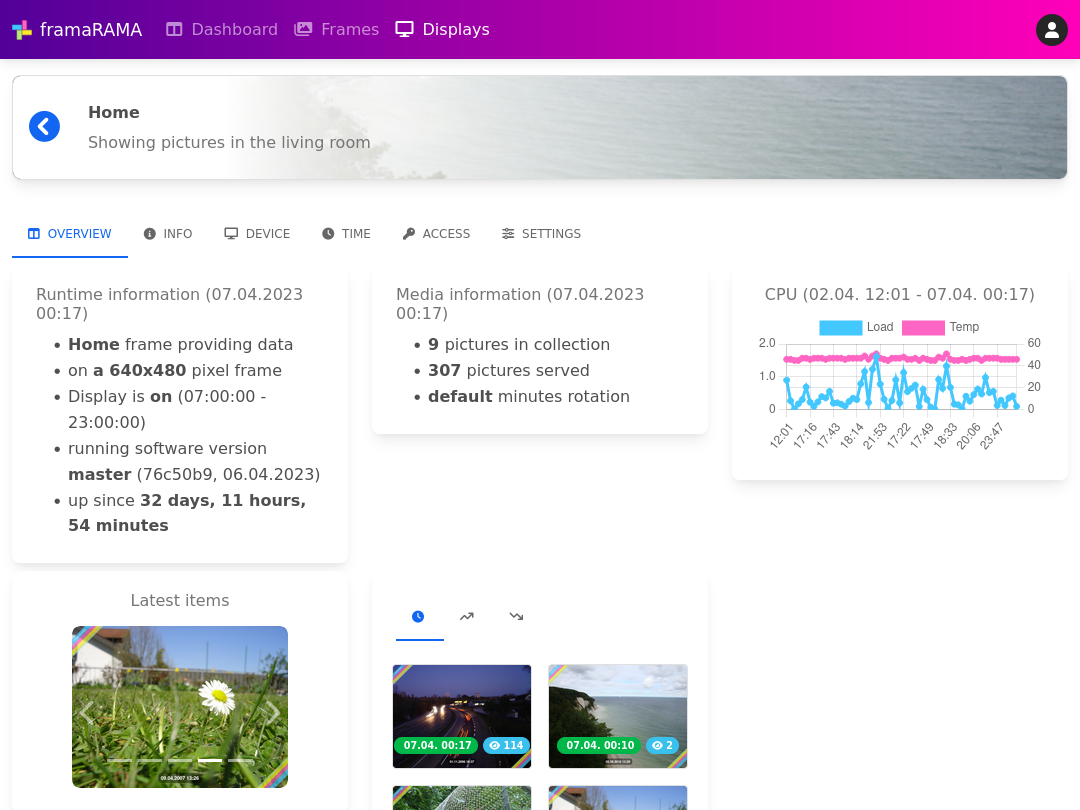 framaRAMA Dashboard Frames Displays
Home
Showing pictures in the living room
OVERVIEW INFO DEVICE TIME ACCESS SETTINGS
Runtime information (07.04.2023
00:17)
• Home frame providing data
• on a 640x480 pixel frame
• Display is on (07:00:00 -
23:00:00)
• running software version
master (76c50b9, 06.04.2023)
• up since 32 days, 11 hours,
54 minutes
Media information (07.04.2023
00:17)
• 9 pictures in collection
• 307 pictures served
• default minutes rotation
CPU (02.04. 12:01 - 07.04. 00:17)
Load Temp
2.0 60
40
1.0
20
0 0
12:01 17:16 17:43 18:14 21:53 17:22 17:49 18:33 20:06 23:47
Latest items
09.04.2007 13:26
07.04. 00:17 114
07.04. 00:10 2